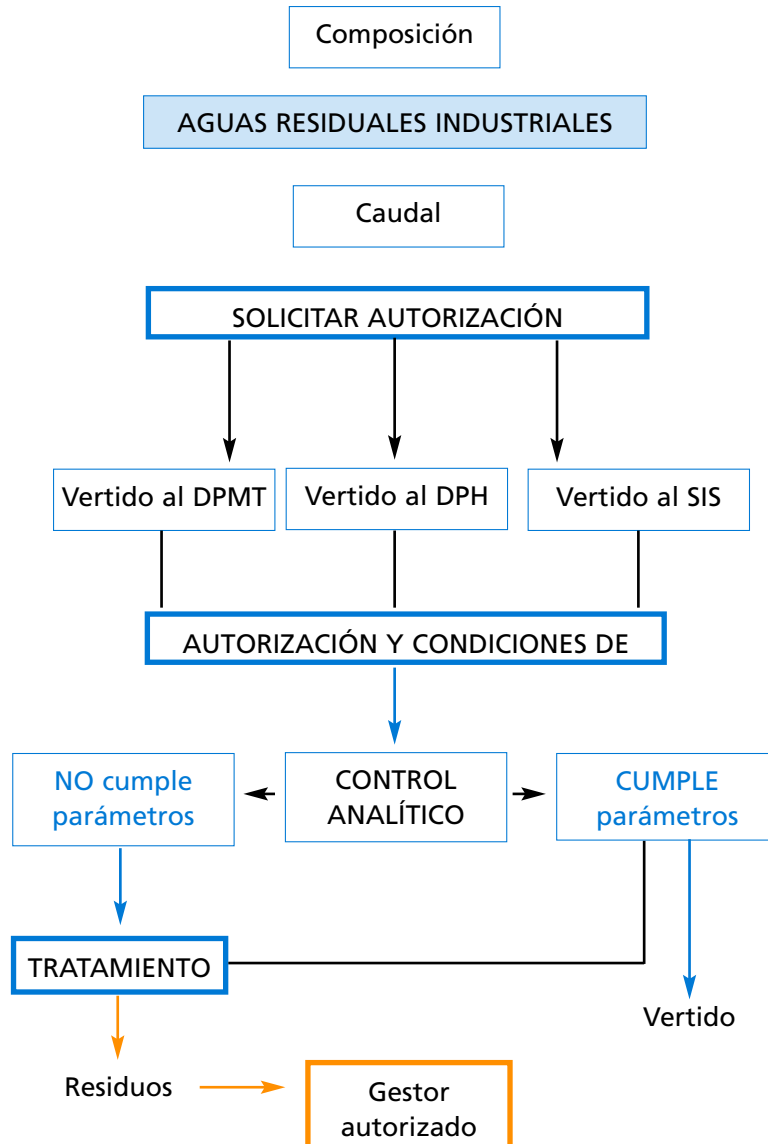 Composición
AGUAS RESIDUALES INDUSTRIALES
Caudal
SOLICITAR AUTORIZACIÓN
Vertido al DPMT
Vertido al DPH
Vertido al SIS
AUTORIZACIÓN Y CONDICIONES DE
NO cumple
parámetros
CONTROL
ANALÍTICO
CUMPLE
parámetros
TRATAMIENTO
Vertido
Residuos
Gestor
autorizado